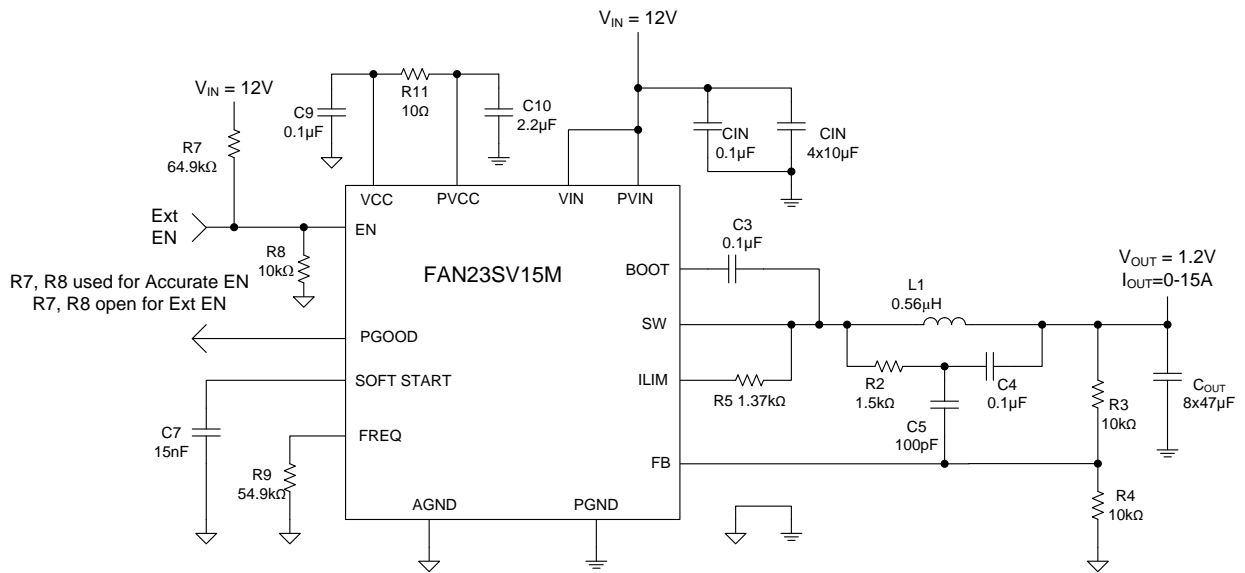 V_IN = 12V
V_IN = 12V
R11
10Ω
C9
0.1µF
C10
2.2µF
R7
64.9kΩ
CIN
0.1µF
CIN
4x10µF
VCC
PVCC
VIN
PVIN
Ext
EN
EN
R8
10kΩ
C3
0.1µF
FAN23SV15M
BOOT
V_OUT = 1.2V
I_OUT=0-15A
R7, R8 used for Accurate EN
R7, R8 open for Ext EN
L1
0.56µH
SW
PGOOD
SOFT START
ILIM
R5 1.37kΩ
R2
1.5kΩ
C4
0.1µF
R3
10kΩ
C_OUT
8x47µF
C7
15nF
FREQ
C5
100pF
FB
R9
54.9kΩ
R4
10kΩ
AGND
PGND